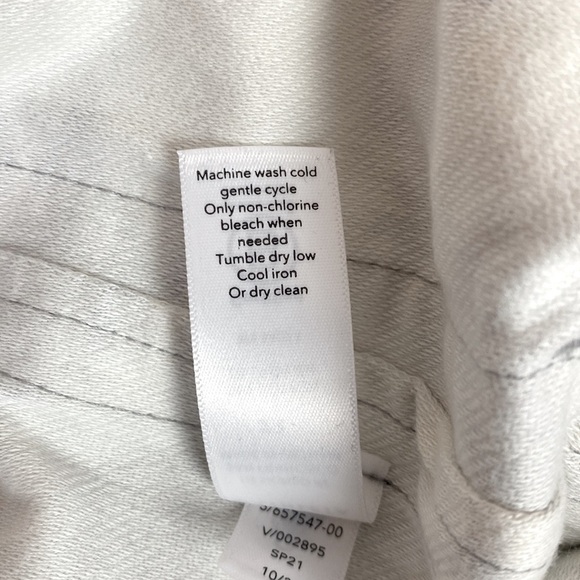 Machine wash cold
gentle cycle
Only non-chlorine
bleach when
needed
Tumble dry low
Cool iron
Or dry clean
V/002895
SP21